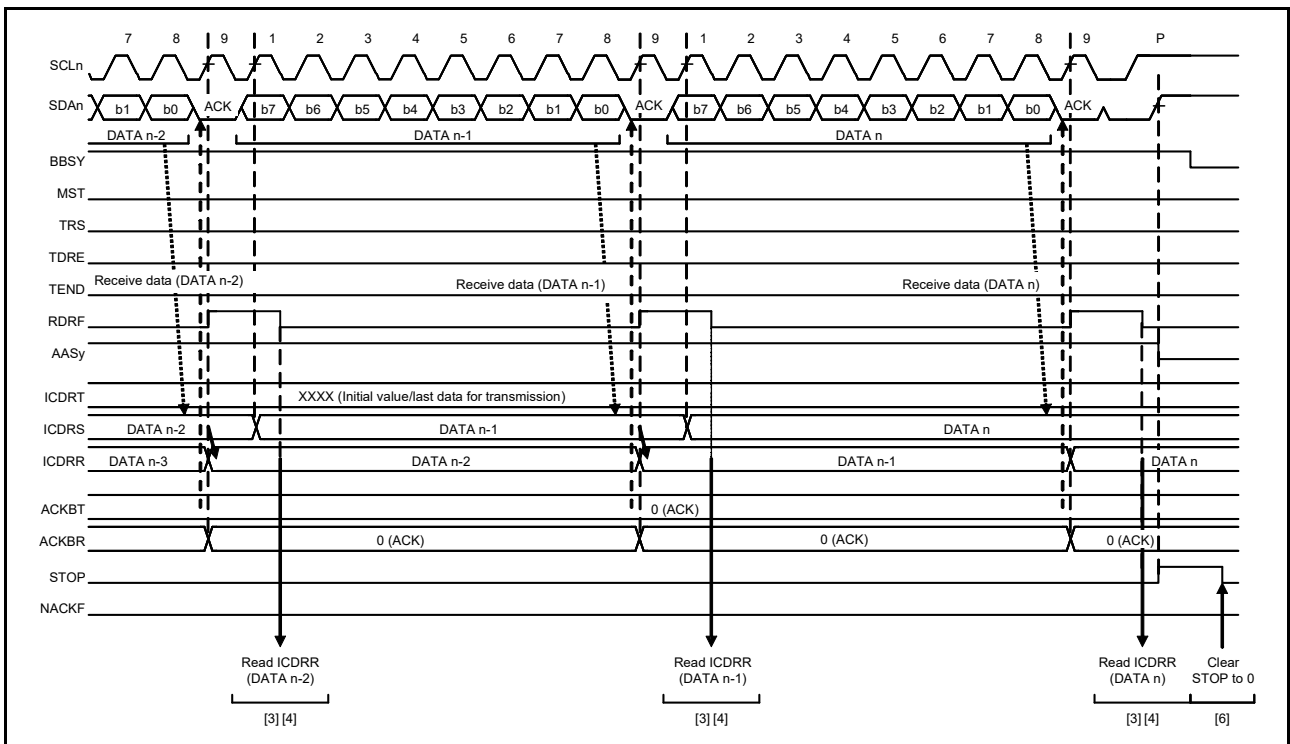 7 8 9 1 2 3 4 5 6 7 8 9 1 2 3 4 5 6 7 8 9 P
SCLn
SDAn b1 b0 ACK b7 b6 b5 b4 b3 b2 b1 b0 ACK b7 b6 b5 b4 b3 b2 b1 b0 ACK
DATA n-2 DATA n-1 DATA n
BBSY
MST
TRS
TDRE
Receive data (DATA n-2) Receive data (DATA n-1) Receive data (DATA n)
TEND
RDRF
AASy
ICDRT XXXX (Initial value/last data for transmission)
ICDRS DATA n-2 DATA n-1 DATA n
ICDRR DATA n-3 DATA n-2 DATA n-1 DATA n
ACKBT 0 (ACK)
ACKBR 0 (ACK) 0 (ACK) 0 (ACK)
STOP
NACKF
Read ICDRR Read ICDRR Read ICDRR Clear
(DATA n-2) (DATA n-1) (DATA n) STOP to 0
[3] [4] [3] [4] [3] [4] [6]